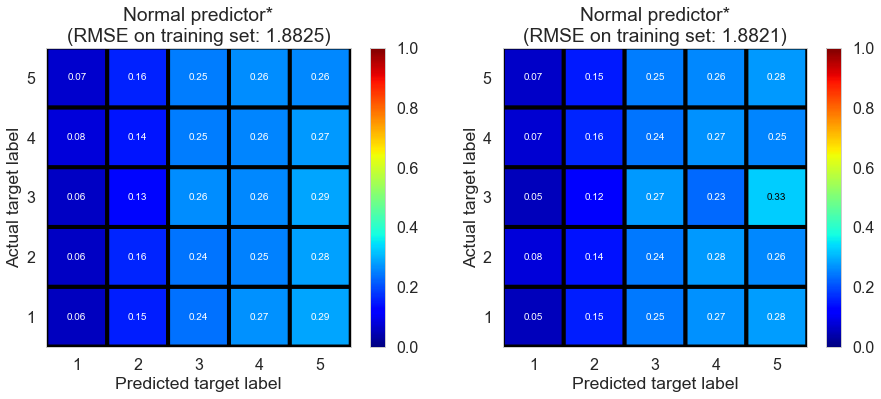 Normal predictor*
(RMSE on training set: 1.8825)
Actual target label
5 0.07 0.16 0.25 0.26 0.26
4 0.08 0.14 0.25 0.26 0.27
3 0.06 0.13 0.26 0.26 0.29
2 0.06 0.16 0.24 0.25 0.28
1 0.06 0.15 0.24 0.27 0.29
1 2 3 4 5
Predicted target label
1.0
0.8
0.6
0.4
0.2
0.0
Normal predictor*
(RMSE on training set: 1.8821)
Actual target label
5 0.07 0.15 0.25 0.26 0.28
4 0.07 0.16 0.24 0.27 0.25
3 0.05 0.12 0.27 0.23 0.33
2 0.08 0.14 0.24 0.28 0.26
1 0.05 0.15 0.25 0.27 0.28
1 2 3 4 5
Predicted target label
1.0
0.8
0.6
0.4
0.2
0.0